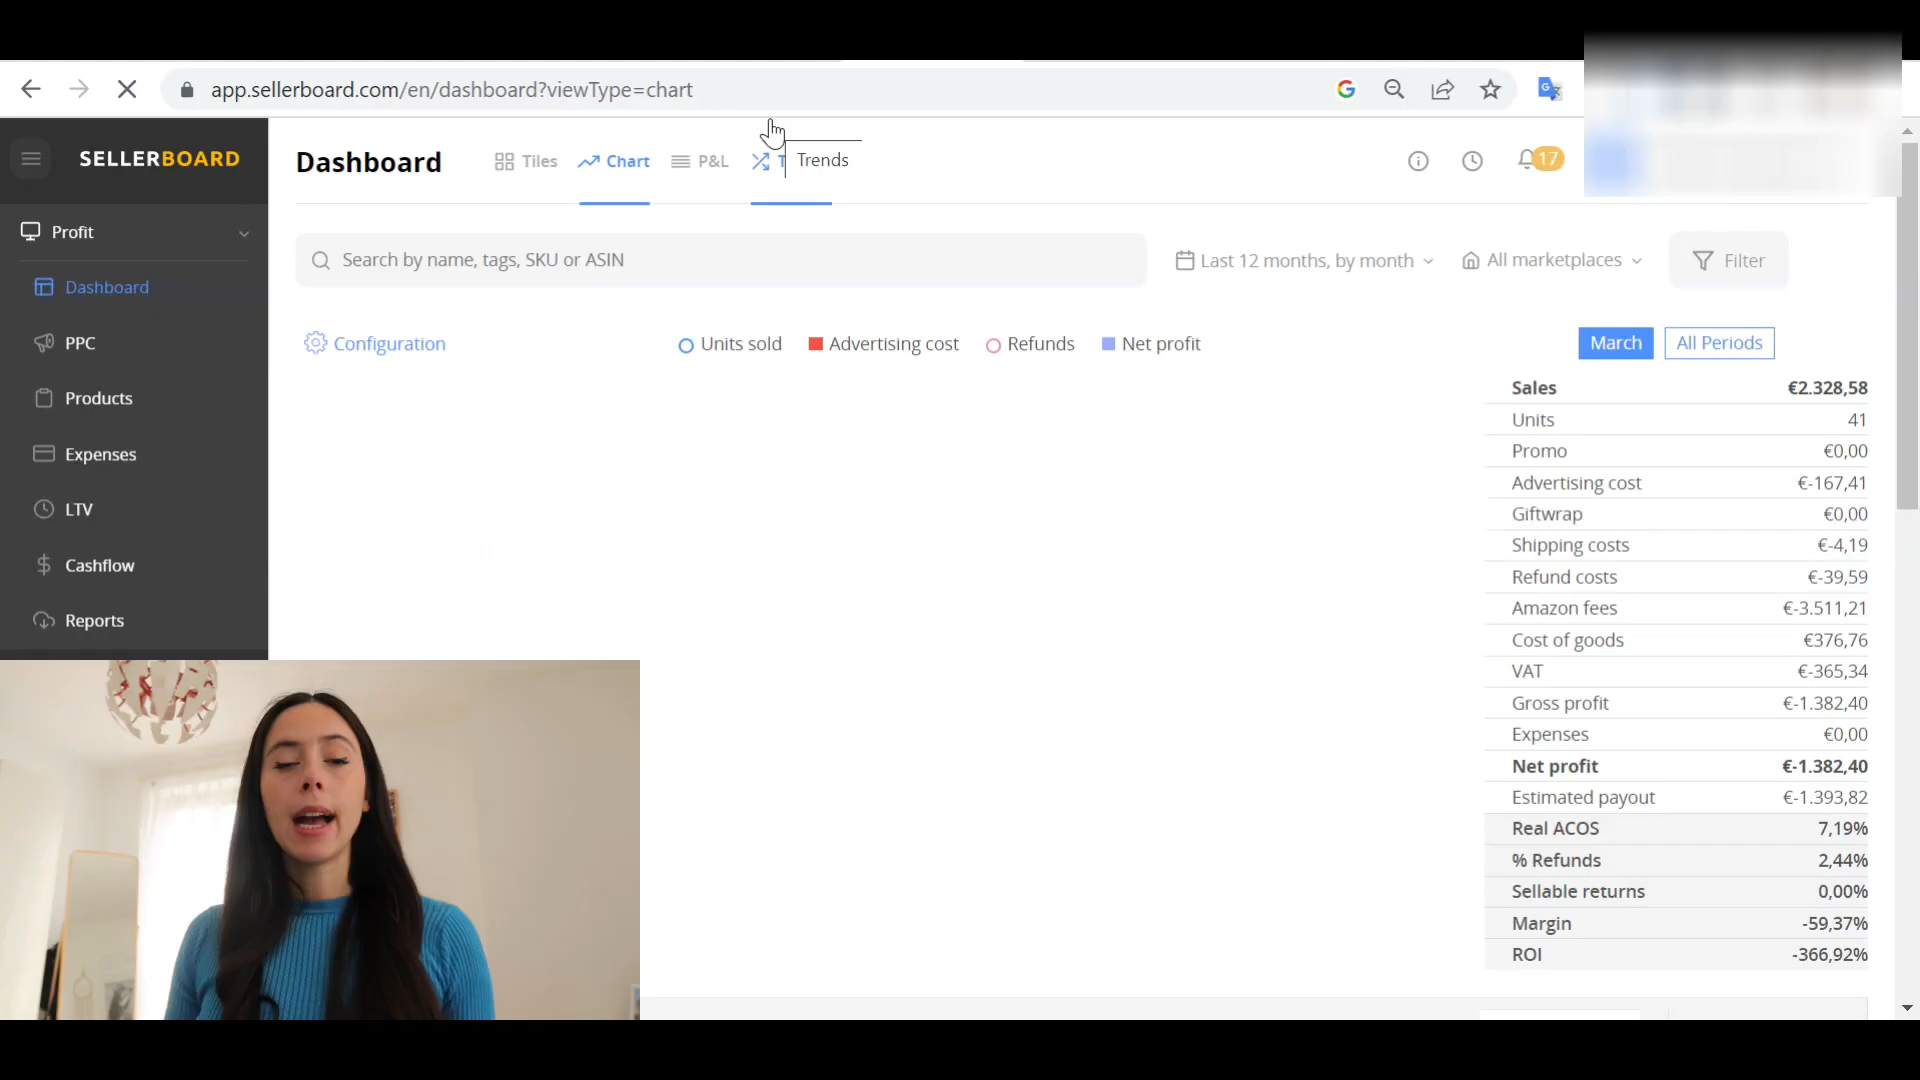 app.sellerboard.com/en/dashboard?viewType=chart
SELLERBOARD
Dashboard
Tiles
Chart
P&L
T
Trends
17
Profit
Search by name, tags, SKU or ASIN
Last 12 months, by month
All marketplaces
Filter
Dashboard
PPC
Products
Expenses
LTV
Cashflow
Reports
Configuration
Units sold
Advertising cost
Refunds
Net profit
March
All Periods
Sales €2.328,58
Units 41
Promo €0,00
Advertising cost €-167,41
Giftwrap €0,00
Shipping costs €-4,19
Refund costs €-39,59
Amazon fees €-3.511,21
Cost of goods €376,76
VAT €-365,34
Gross profit €-1.382,40
Expenses €0,00
Net profit €-1.382,40
Estimated payout €-1.393,82
Real ACOS 7,19%
% Refunds 2,44%
Sellable returns 0,00%
Margin -59,37%
ROI -366,92%